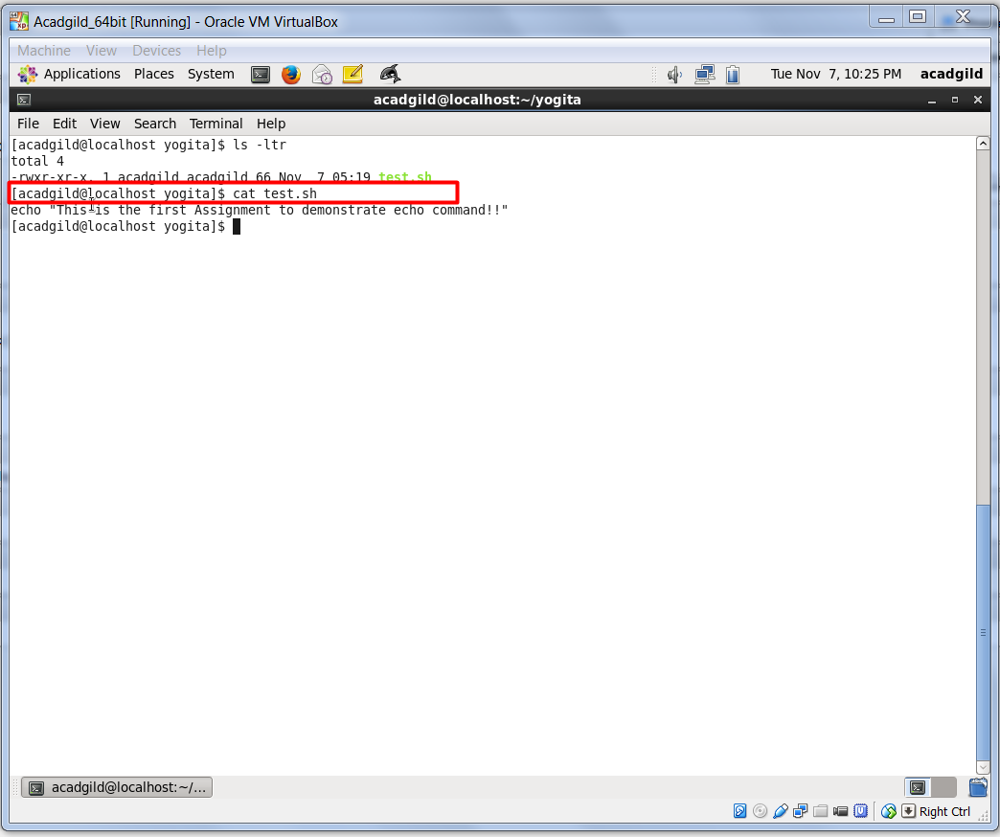 Acadgild_64bit [Running] - Oracle VM VirtualBox
Machine View Devices Help
Applications Places System Tue Nov 7, 10:25 PM acadgild
acadgild@localhost:~/yogita
File Edit View Search Terminal Help
[acadgild@localhost yogita]$ ls -ltr
total 4
-rwxr-xr-x. 1 acadgild acadgild 66 Nov  7 05:19 test.sh
[acadgild@localhost yogita]$ cat test.sh
echo "This is the first Assignment to demonstrate echo command!!"
[acadgild@localhost yogita]$
acadgild@localhost:~/...
Right Ctrl